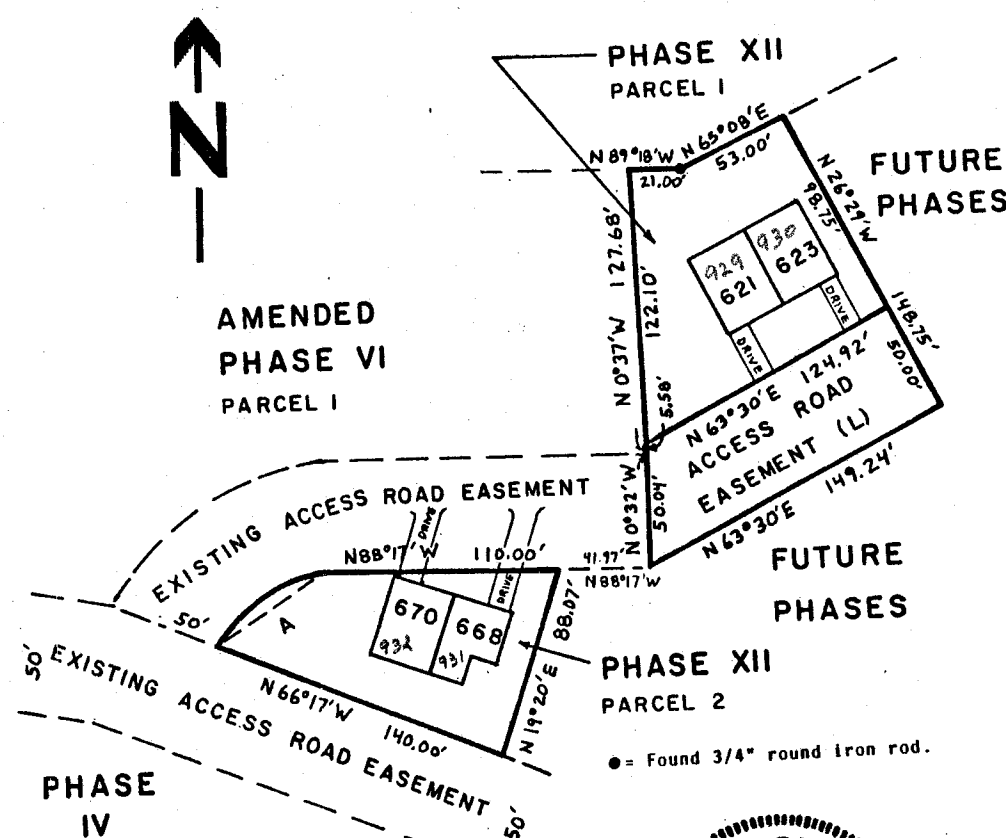 N
PHASE XII
PARCEL 1
N 89°18'W
21.00'
N 65°08'E
53.00'
N 26°29'W
98.75'
FUTURE
PHASES
929
621
930
623
DRIVE
DRIVE
127.68'
N 0°37'W
122.10'
5.58'
148.75'
50.00'
N 63°30'E 124.92'
ACCESS ROAD
EASEMENT (L)
N 63°30'E 149.24'
N 0°32'W
50.04'
AMENDED
PHASE VI
PARCEL 1
EXISTING ACCESS ROAD EASEMENT
DRIVE
DRIVE
N88°17' 110.00'
41.97'
N88°17'W
FUTURE
PHASES
50'
A
670
932
668
931
88.07'
N 19°20'E
PHASE XII
PARCEL 2
N 66°17'W
140.00'
50'
EXISTING ACCESS ROAD EASEMENT
50'
PHASE
IV
● = Found 3/4" round iron rod.